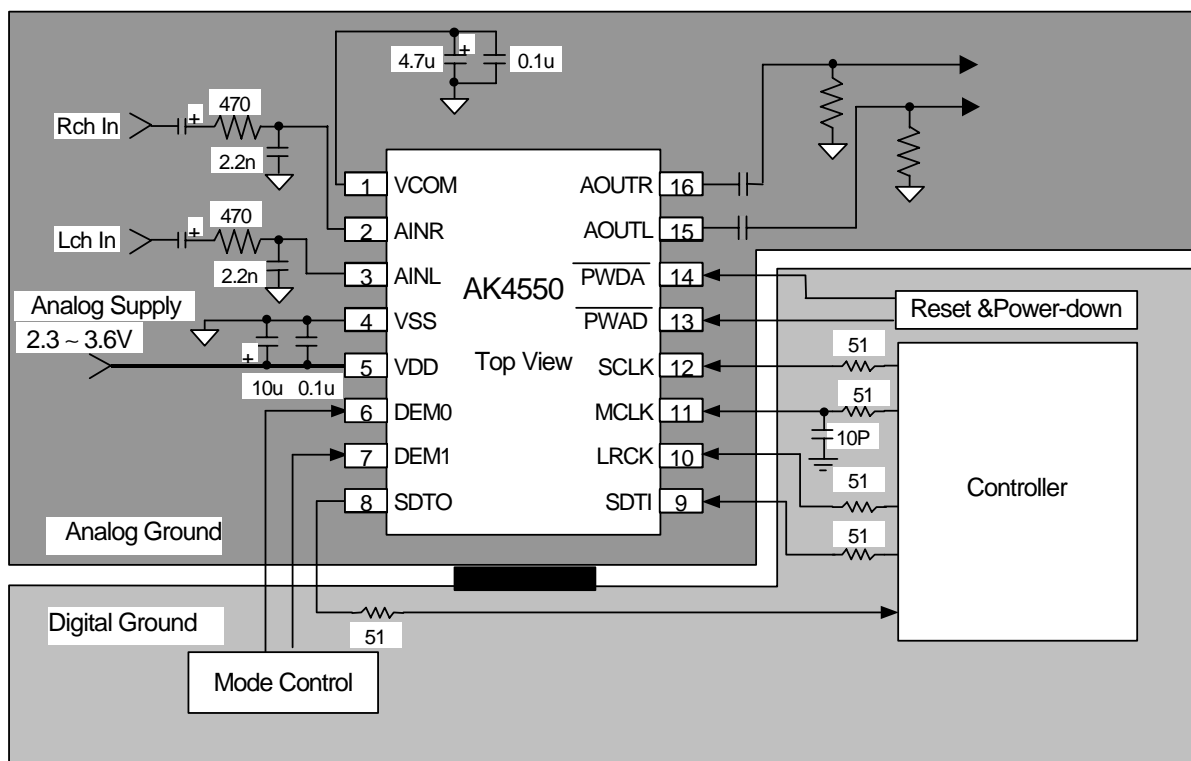 4.7u
+
0.1u
Rch In
+
470
2.2n
Lch In
+
470
2.2n
Analog Supply
2.3 ~ 3.6V
+
10u 0.1u
1 VCOM
2 AINR
3 AINL
4 VSS
5 VDD
6 DEM0
7 DEM1
8 SDTO
AK4550
Top View
AOUTR 16
AOUTL 15
PWDA 14
PWAD 13
SCLK 12
MCLK 11
LRCK 10
SDTI 9
Reset &Power-down
51
51
10P
51
51
Controller
Analog Ground
Digital Ground
51
Mode Control